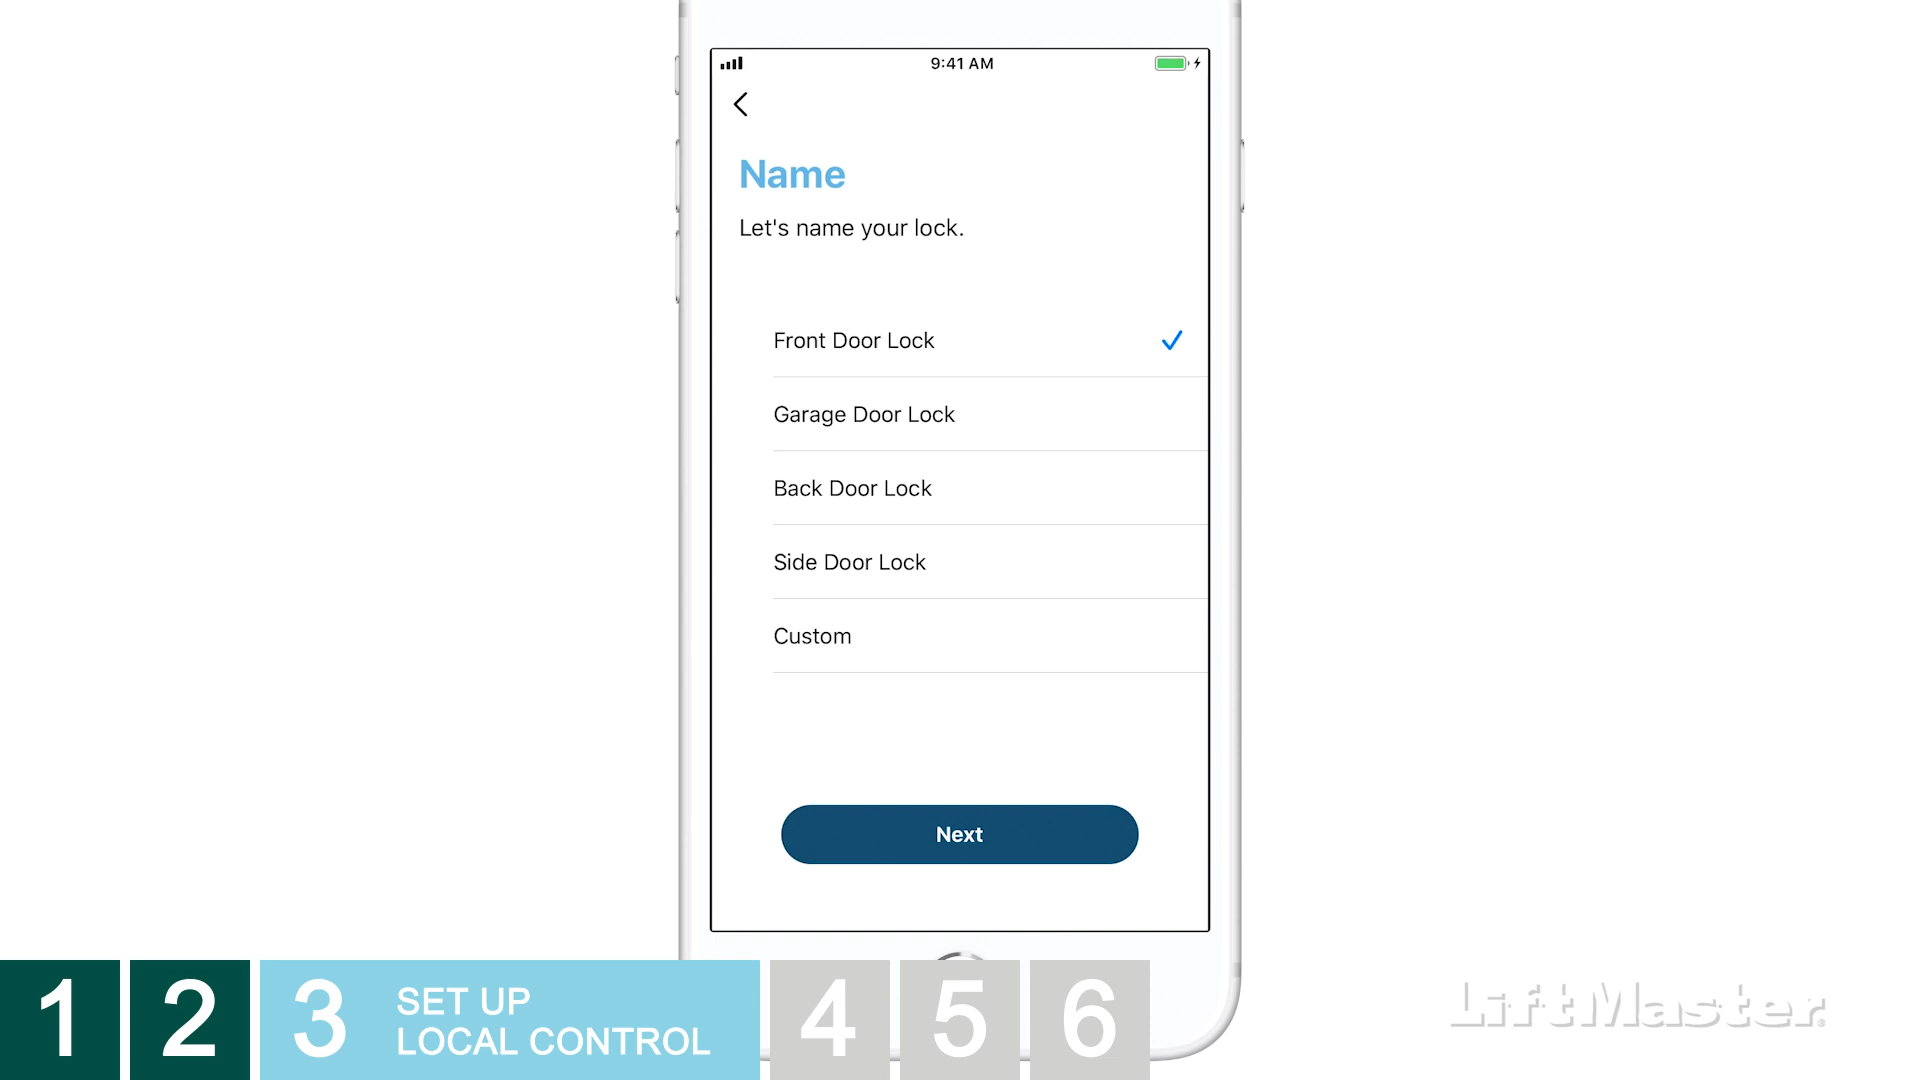 9:41 AM
Name
Let's name your lock.
Front Door Lock
Garage Door Lock
Back Door Lock
Side Door Lock
Custom
Next
1
2
3
SET UP
LOCAL CONTROL
4
5
6
LiftMaster®